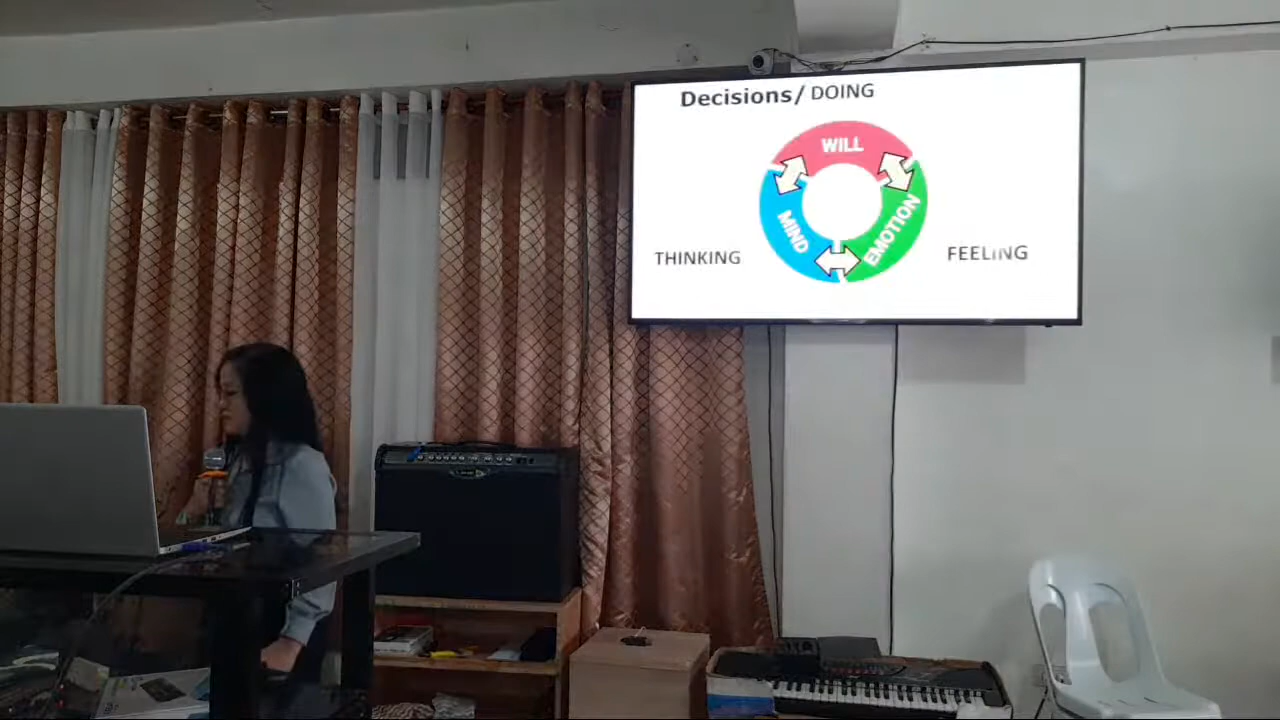 Decisions/ DOING
WILL
MIND
EMOTION
THINKING
FEELING